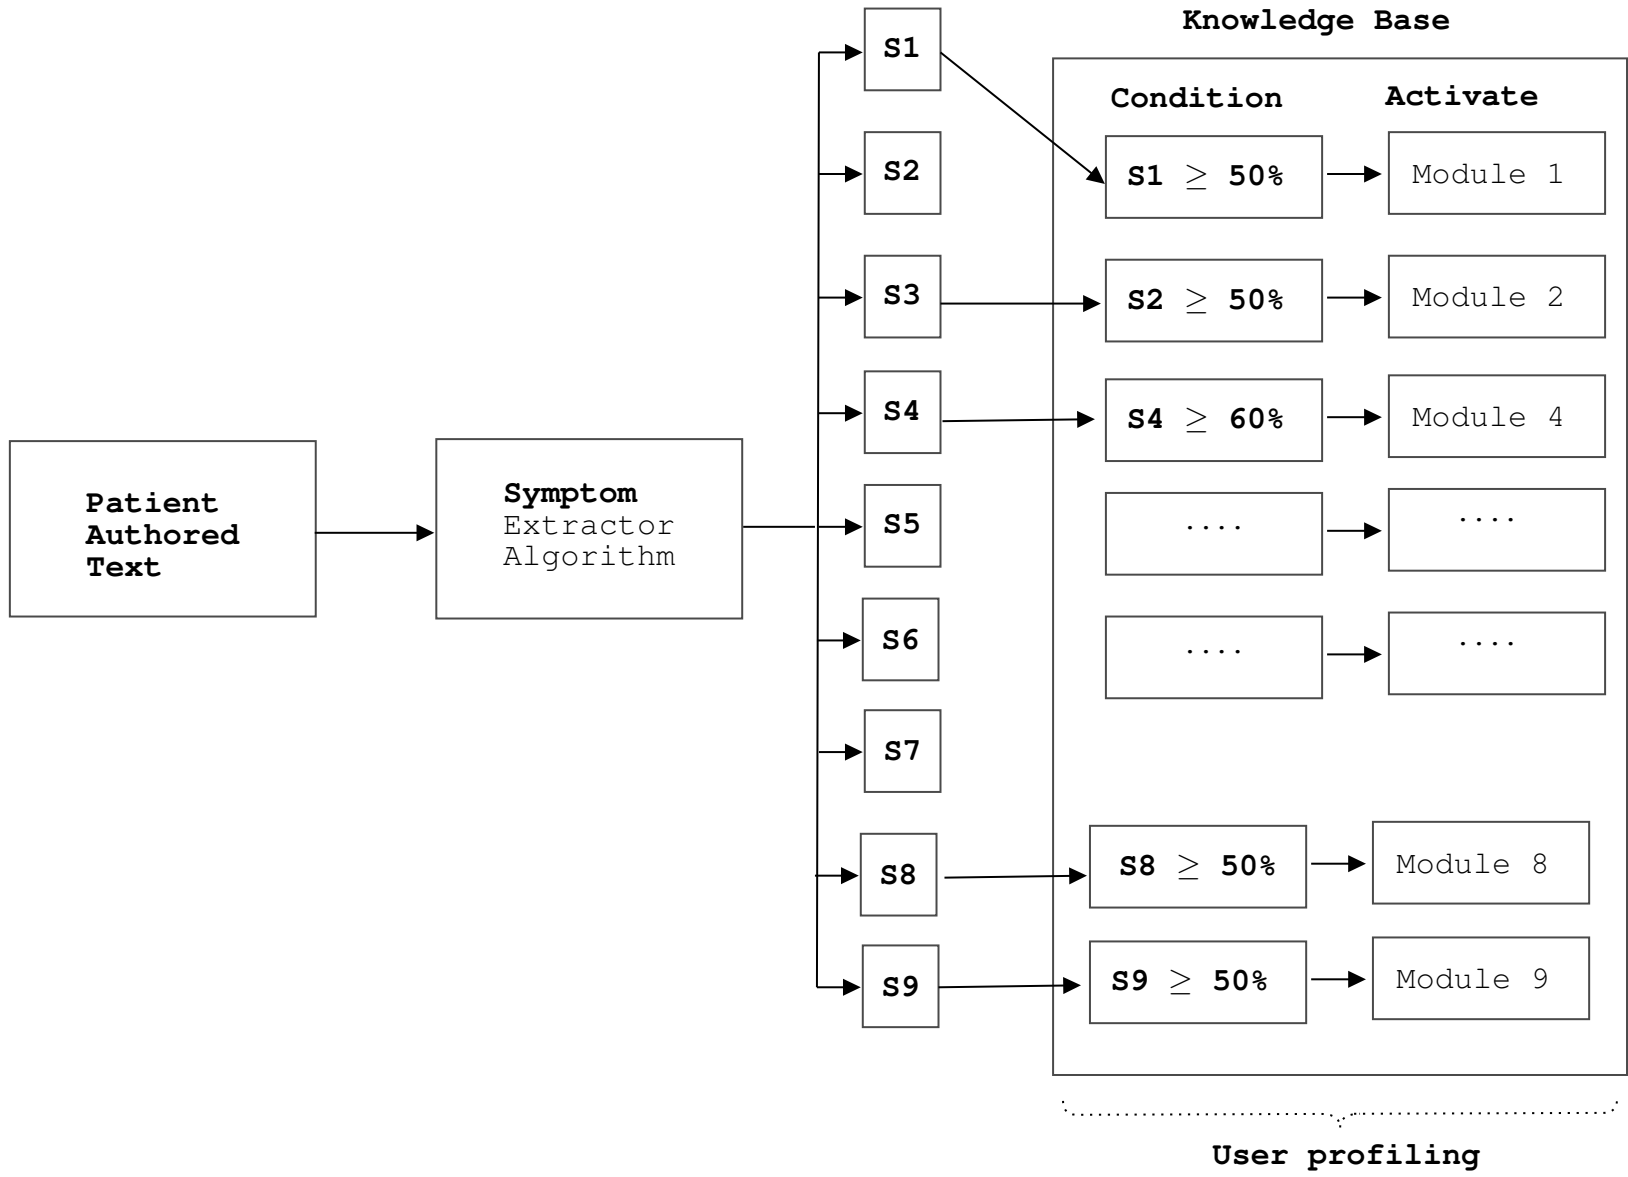 Knowledge Base
Condition
Activate
Patient
Authored
Text
Symptom
Extractor
Algorithm
S1
S2
S3
S4
S5
S6
S7
S8
S9
S1 ≥ 50%
Module 1
S2 ≥ 50%
Module 2
S4 ≥ 60%
Module 4
....
....
....
....
S8 ≥ 50%
Module 8
S9 ≥ 50%
Module 9
User profiling